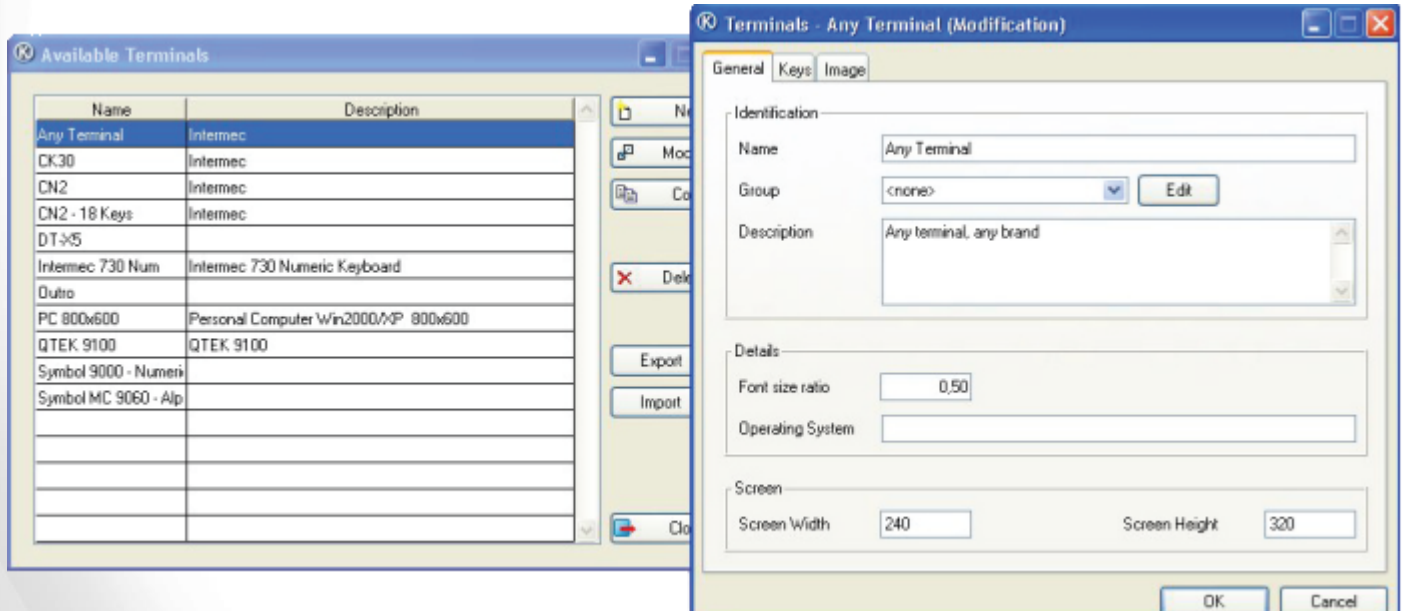 Available Terminals
Name Description
Any Terminal Intermec
CK30 Intermec
CN2 Intermec
CN2 - 18 Keys Intermec
DT-X5
Intermec 730 Num Intermec 730 Numeric Keyboard
Outro
PC 800x600 Personal Computer Win2000/XP 800x600
QTEK 9100 QTEK 9100
Symbol 9000 - Numeri
Symbol MC 9060 - Alp
Ne
Mod
Co
Dele
Export
Import
Clo
Terminals - Any Terminal (Modification)
General Keys Image
Identification
Name Any Terminal
Group <none> Edit
Description Any terminal, any brand
Details
Font size ratio 0,50
Operating System
Screen
Screen Width 240 Screen Height 320
OK Cancel